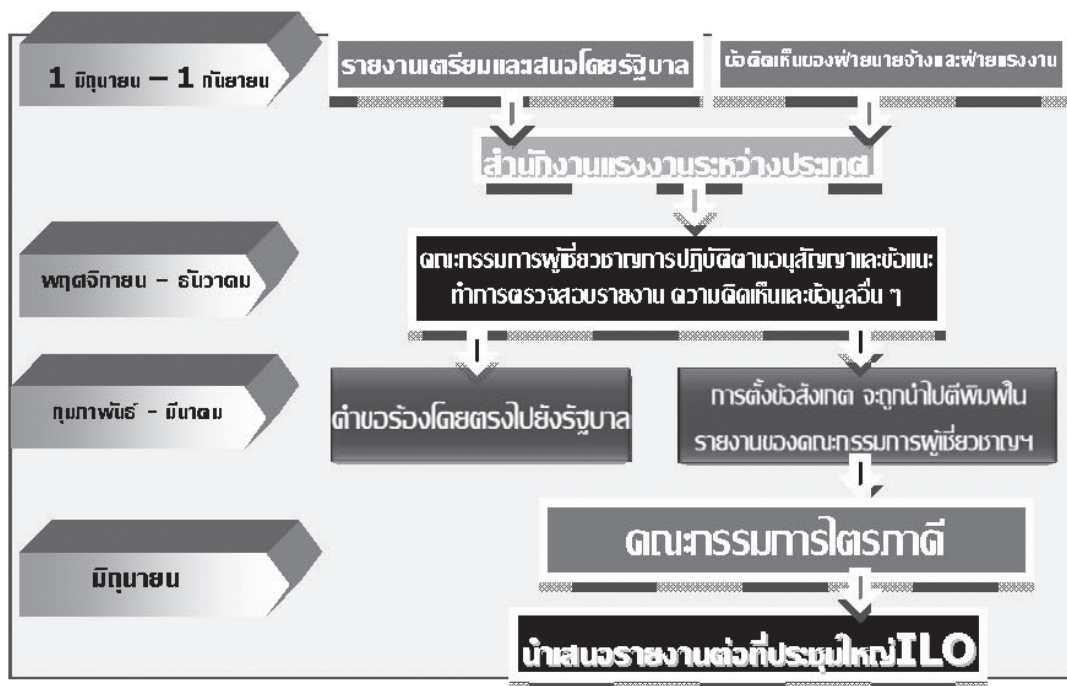 1 มิถุนายน – 1 กันยายน
รายงานเตรียมและเสนอโดยรัฐบาล
ข้อคิดเห็นของฝ่ายนายจ้างและฝ่ายแรงงาน
สำนักงานแรงงานระหว่างประเทศ
พฤศจิกายน – ธันวาคม
คณะกรรมการผู้เชี่ยวชาญการปฏิบัติตามอนุสัญญาและข้อแนะ
ทำการตรวจสอบรายงาน ความคิดเห็นและข้อมูลอื่น ๆ
กุมภาพันธ์ - มีนาคม
คำขอร้องโดยตรงไปยังรัฐบาล
การตั้งข้อสังเกต จะถูกนำไปตีพิมพ์ใน
รายงานของคณะกรรมการผู้เชี่ยวชาญฯ
มิถุนายน
คณะกรรมการไตรภาคี
นำเสนอรายงานต่อที่ประชุมใหญ่ILO